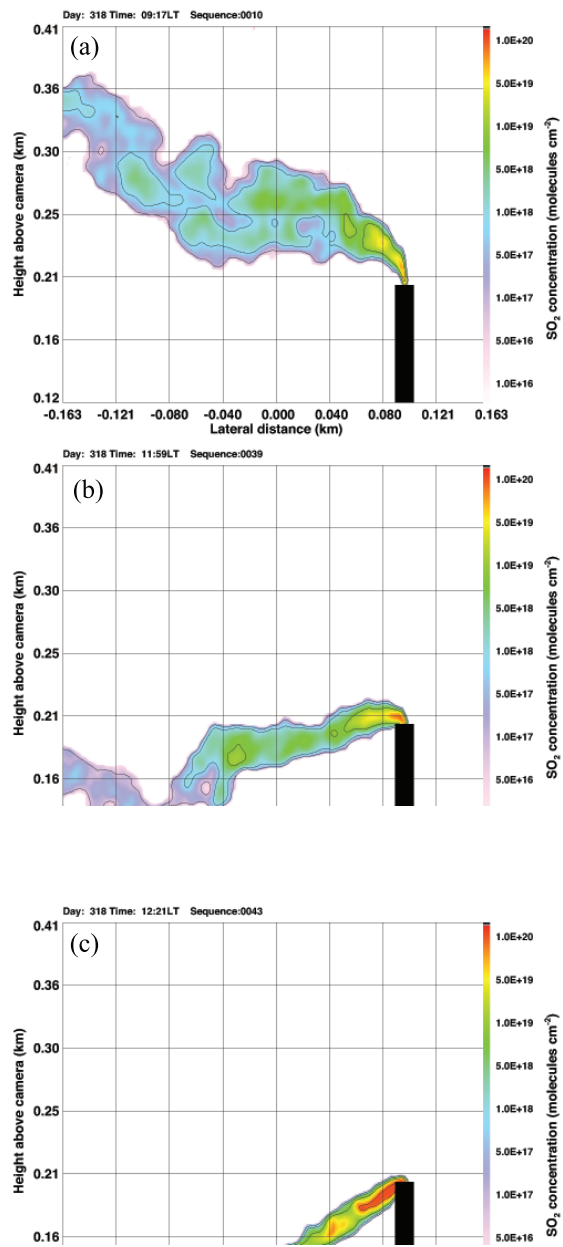 Day: 318 Time: 09:17LT Sequence:0010
(a)
0.41
0.36
0.30
0.25
0.21
0.16
0.12
Height above camera (km)
-0.163 -0.121 -0.080 -0.040 0.000 0.040 0.080 0.121 0.163
Lateral distance (km)
1.0E+20
5.0E+19
1.0E+19
5.0E+18
1.0E+18
5.0E+17
1.0E+17
5.0E+16
1.0E+16
SO2 concentration (molecules cm-2)
Day: 318 Time: 11:59LT Sequence:0039
(b)
0.41
0.36
0.30
0.25
0.21
0.16
Height above camera (km)
1.0E+20
5.0E+19
1.0E+19
5.0E+18
1.0E+18
5.0E+17
1.0E+17
5.0E+16
SO2 concentration (molecules cm-2)
Day: 318 Time: 12:21LT Sequence:0043
(c)
0.41
0.36
0.30
0.25
0.21
0.16
Height above camera (km)
1.0E+20
5.0E+19
1.0E+19
5.0E+18
1.0E+18
5.0E+17
1.0E+17
5.0E+16
SO2 concentration (molecules cm-2)